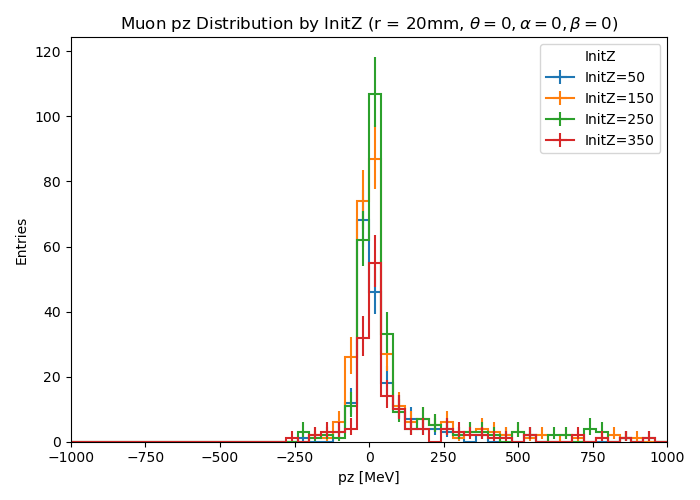 Muon pz Distribution by InitZ (r = 20mm, θ = 0, α = 0, β = 0)
120
100
80
60
40
20
0
Entries
InitZ
InitZ=50
InitZ=150
InitZ=250
InitZ=350
−1000 −750 −500 −250 0 250 500 750 1000
pz [MeV]